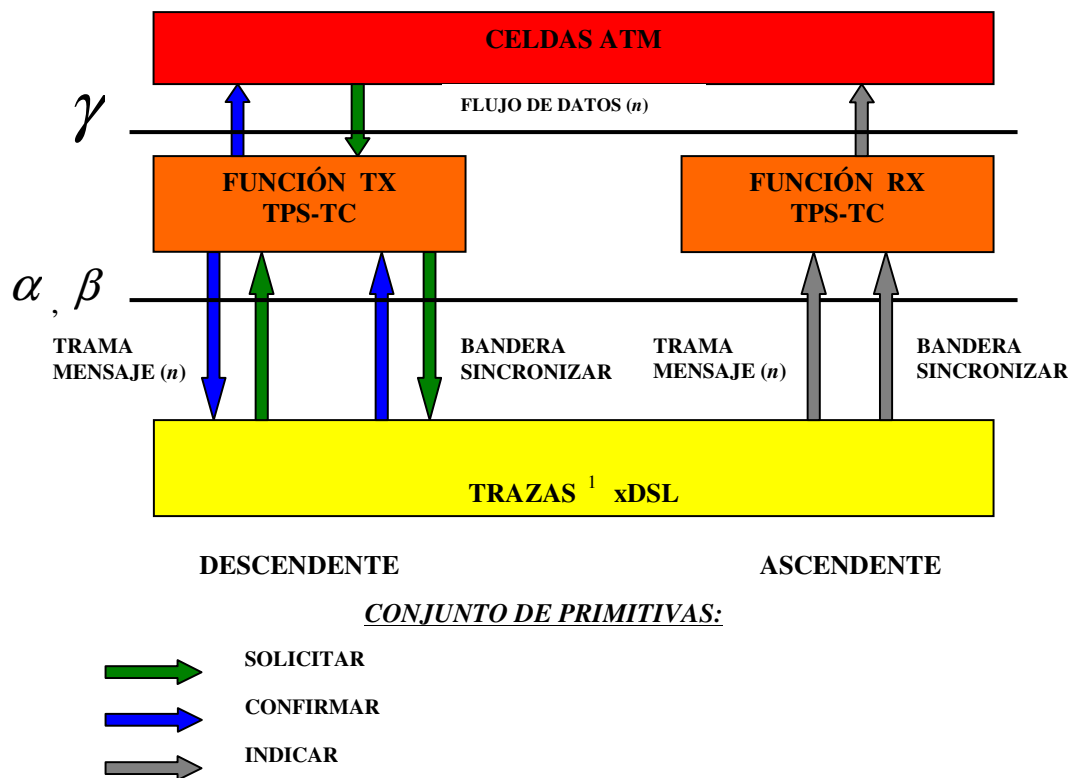 CELDAS ATM
FLUJO DE DATOS (n)
γ
FUNCIÓN TX
TPS-TC
FUNCIÓN RX
TPS-TC
α, β
TRAMA
MENSAJE (n)
BANDERA
SINCRONIZAR
TRAMA
MENSAJE (n)
BANDERA
SINCRONIZAR
TRAZAS ¹ xDSL
DESCENDENTE
ASCENDENTE
CONJUNTO DE PRIMITIVAS:
SOLICITAR
CONFIRMAR
INDICAR